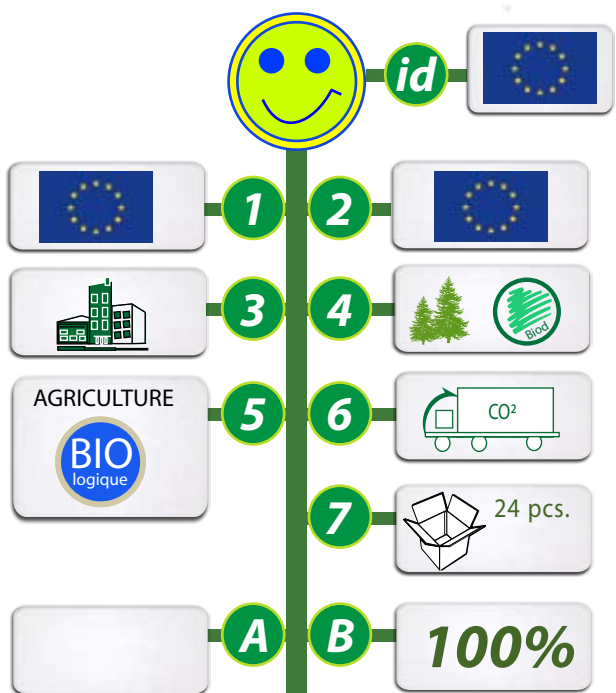 id
1
2
3
4
Biod
AGRICULTURE
BIO
logique
5
6
CO²
7
24 pcs.
A
B
100%